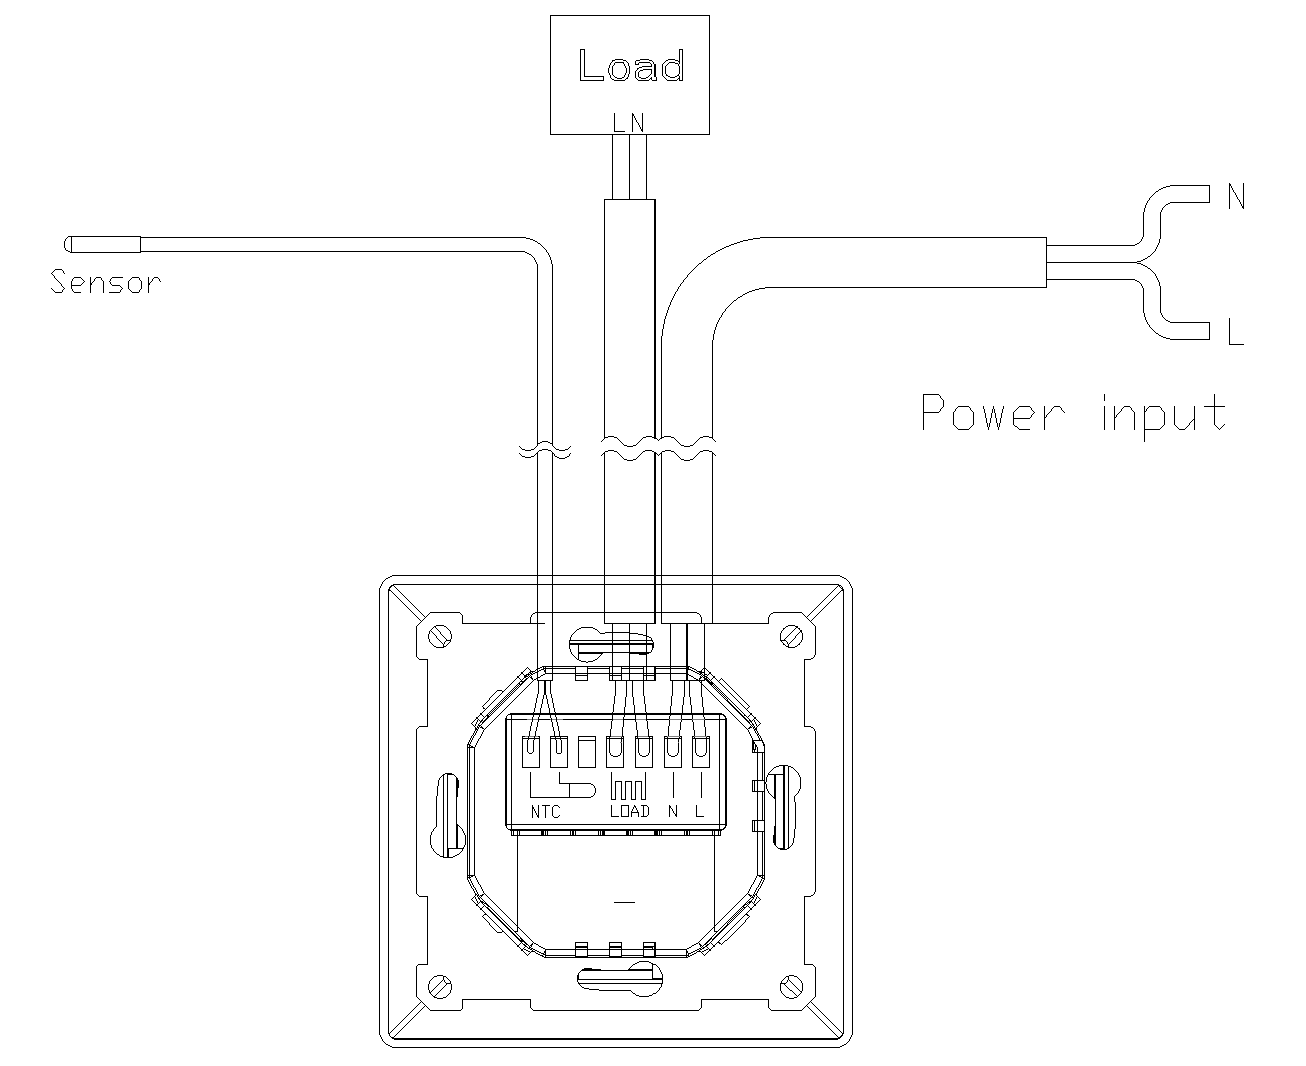 Load
LN
N
Sensor
L
Power input
NTC LOAD N L